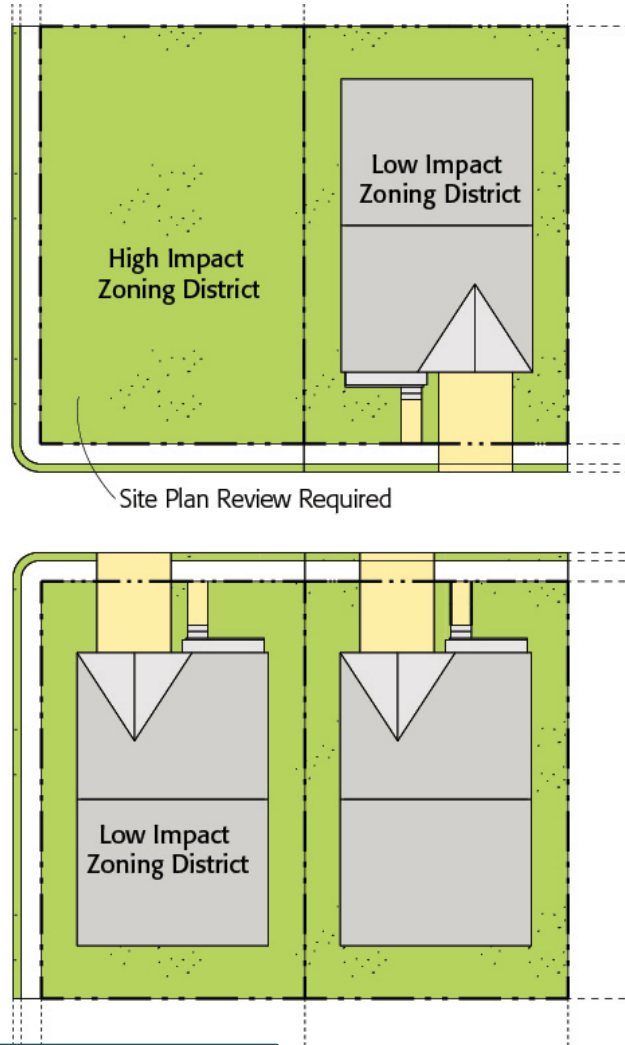 Low Impact
Zoning District
High Impact
Zoning District
Site Plan Review Required
Low Impact
Zoning District